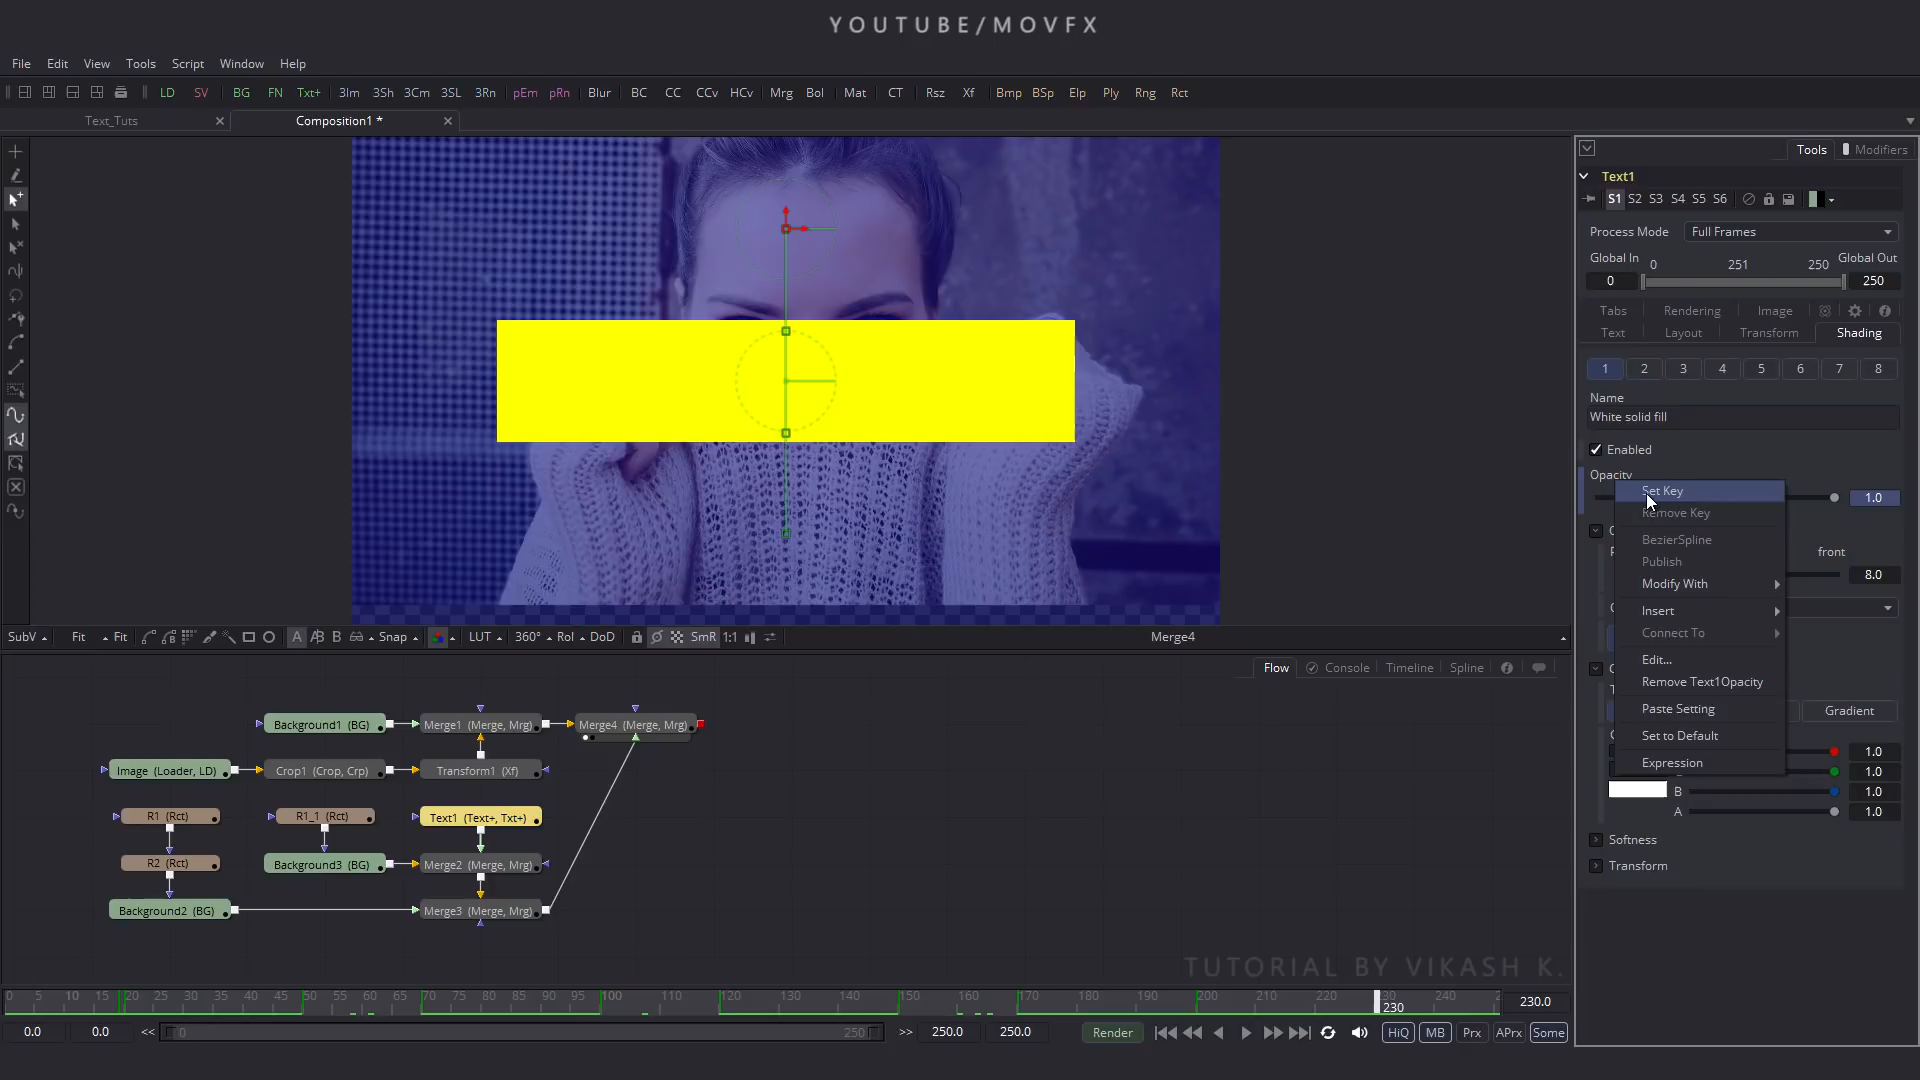 YOUTUBE/MOVFX
File Edit View Tools Script Window Help
LD SV BG FN Txt+ 3Im 3Sh 3Cm 3SL 3Rn pEm pRn Blur BC CC CCv HCv Mrg Bol Mat CT Rsz Xf Bmp BSp Elp Ply Rng Rct
Text_Tuts Composition1 *
Tools Modifiers
Text1
S1 S2 S3 S4 S5 S6
Process Mode Full Frames
Global In 0 251 250 Global Out
0 250
Tabs Rendering Image
Text Layout Transform Shading
1 2 3 4 5 6 7 8
Name
White solid fill
Enabled
Opacity
1.0
Set Key
Remove Key
BezierSpline
front
Publish
8.0
Modify With
Insert
Connect To
Edit...
Remove Text1Opacity
Paste Setting
Gradient
Set to Default
1.0
Expression
1.0
B 1.0
A 1.0
Softness
Transform
SubV Fit Fit A B Snap LUT 360° RoI DoD SmR 1:1 Merge4
Flow Console Timeline Spline
Background1 (BG) Merge1 (Merge, Mrg) Merge4 (Merge, Mrg)
Image (Loader, LD) Crop1 (Crop, Crp) Transform1 (Xf)
R1 (Rct) R1_1 (Rct) Text1 (Text+, Txt+)
R2 (Rct) Background3 (BG) Merge2 (Merge, Mrg)
Background2 (BG) Merge3 (Merge, Mrg)
TUTORIAL BY VIKASH K.
0 5 10 15 20 25 30 35 40 45 50 55 60 65 70 75 80 85 90 95 100 110 120 130 140 150 160 170 180 190 200 210 220 230 240 230.0
0.0 0.0 << 0 250 >> 250.0 250.0 Render HiQ MB Prx APrx Some